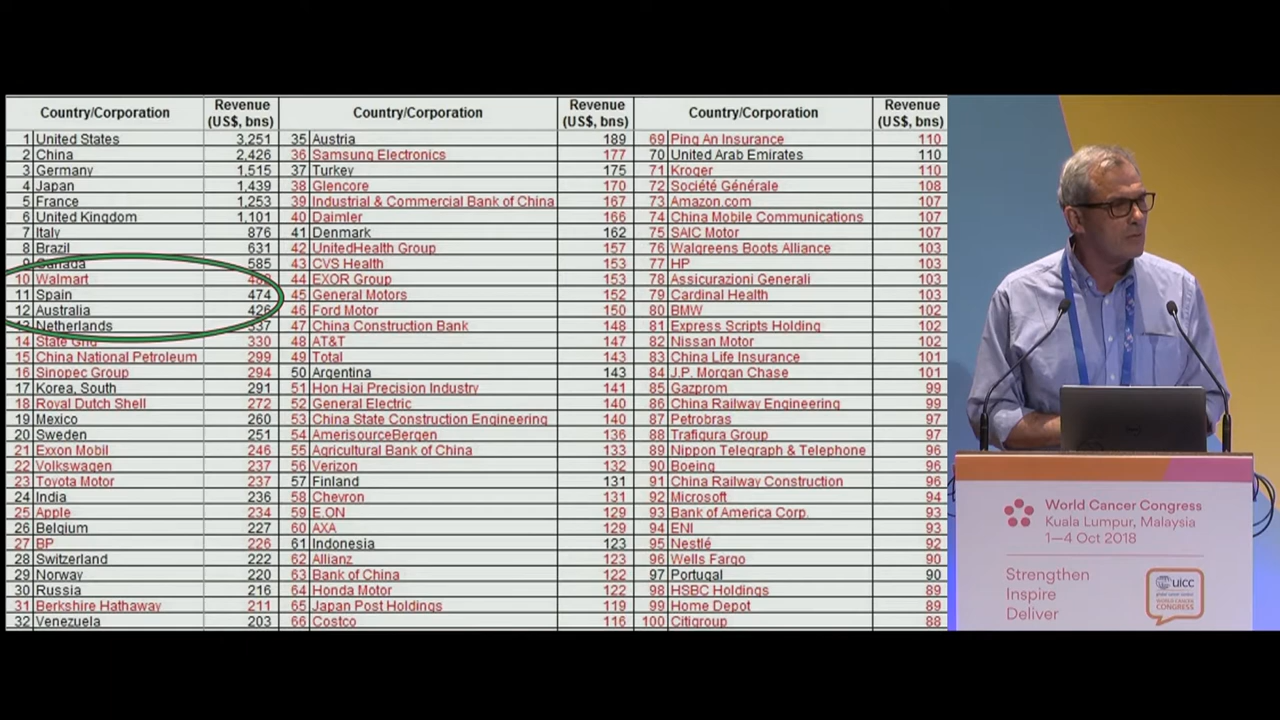 Country/Corporation Revenue (US$, bns)
1 United States 3,251
2 China 2,426
3 Germany 1,515
4 Japan 1,439
5 France 1,253
6 United Kingdom 1,101
7 Italy 876
8 Brazil 631
9 Canada 585
10 Walmart
11 Spain 474
12 Australia 426
13 Netherlands 337
14 State Grid 330
15 China National Petroleum 299
16 Sinopec Group 294
17 Korea, South 291
18 Royal Dutch Shell 272
19 Mexico 260
20 Sweden 251
21 Exxon Mobil 246
22 Volkswagen 237
23 Toyota Motor 237
24 India 236
25 Apple 234
26 Belgium 227
27 BP 226
28 Switzerland 222
29 Norway 220
30 Russia 216
31 Berkshire Hathaway 211
32 Venezuela 203
Country/Corporation Revenue (US$, bns)
35 Austria 189
36 Samsung Electronics 177
37 Turkey 175
38 Glencore 170
39 Industrial & Commercial Bank of China 167
40 Daimler 166
41 Denmark 162
42 UnitedHealth Group 157
43 CVS Health 153
44 EXOR Group 153
45 General Motors 152
46 Ford Motor 150
47 China Construction Bank 148
48 AT&T 147
49 Total 143
50 Argentina 143
51 Hon Hai Precision Industry 141
52 General Electric 140
53 China State Construction Engineering 140
54 AmerisourceBergen 136
55 Agricultural Bank of China 133
56 Verizon 132
57 Finland 131
58 Chevron 131
59 E.ON 129
60 AXA 129
61 Indonesia 123
62 Allianz 123
63 Bank of China 122
64 Honda Motor 122
65 Japan Post Holdings 119
66 Costco 116
Country/Corporation Revenue (US$, bns)
69 Ping An Insurance 110
70 United Arab Emirates 110
71 Kroger 110
72 Société Générale 108
73 Amazon.com 107
74 China Mobile Communications 107
75 SAIC Motor 107
76 Walgreens Boots Alliance 103
77 HP 103
78 Assicurazioni Generali 103
79 Cardinal Health 103
80 BMW 102
81 Express Scripts Holding 102
82 Nissan Motor 102
83 China Life Insurance 101
84 J.P. Morgan Chase 101
85 Gazprom 99
86 China Railway Engineering 99
87 Petrobras 97
88 Trafigura Group 97
89 Nippon Telegraph & Telephone 96
90 Boeing 96
91 China Railway Construction 96
92 Microsoft 94
93 Bank of America Corp. 93
94 ENI 93
95 Nestlé 92
96 Wells Fargo 90
97 Portugal 90
98 HSBC Holdings 89
99 Home Depot 89
100 Citigroup 88
World Cancer Congress
Kuala Lumpur, Malaysia
1—4 Oct 2018
Strengthen
Inspire
Deliver
uicc
WORLD CANCER
CONGRESS